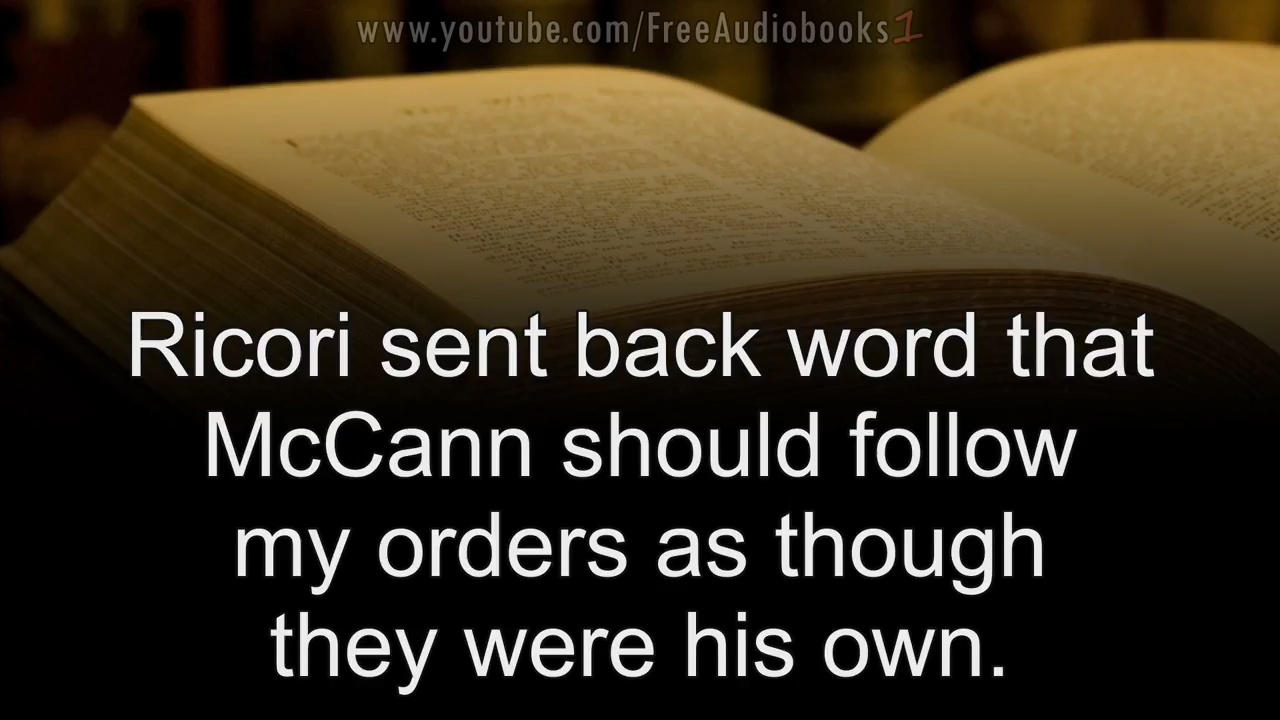 www.youtube.com/FreeAudiobooks1
Ricori sent back word that
McCann should follow
my orders as though
they were his own.